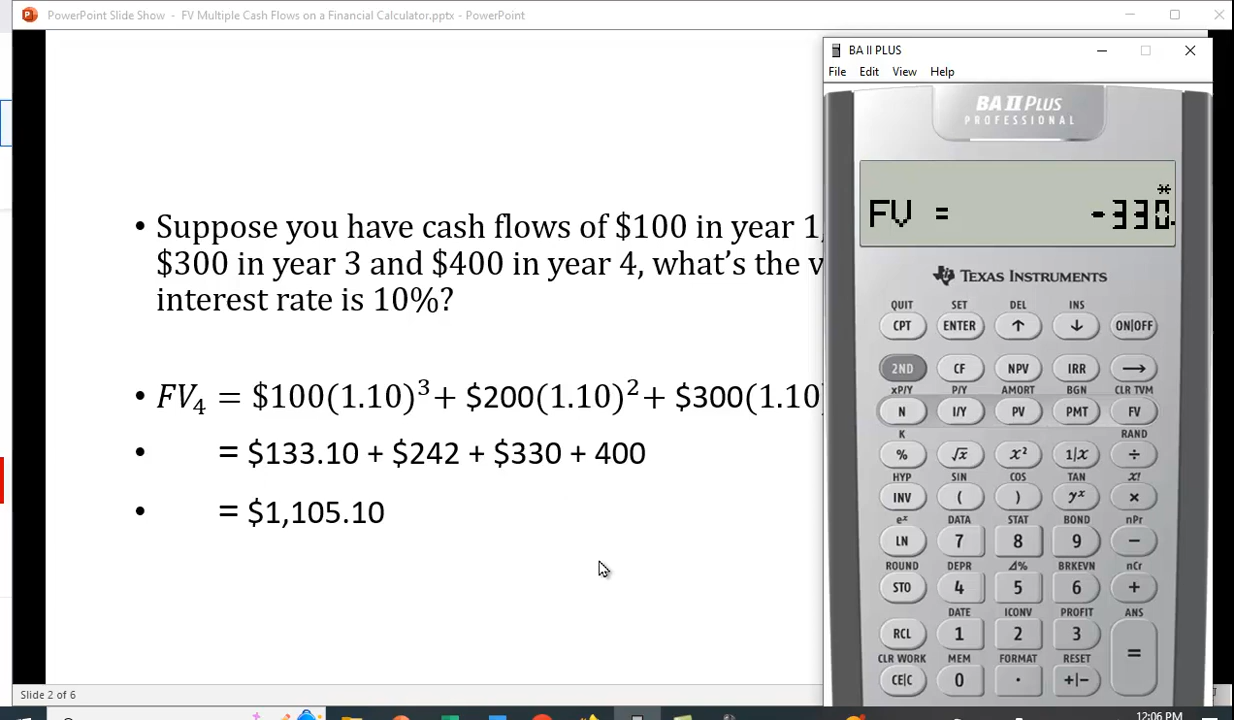 PowerPoint Slide Show - FV Multiple Cash Flows on a Financial Calculator.pptx - PowerPoint
• Suppose you have cash flows of $100 in year 1,
$300 in year 3 and $400 in year 4, what's the v
interest rate is 10%?
• FV₄ = $100(1.10)³+ $200(1.10)²+ $300(1.10)
• = $133.10 + $242 + $330 + 400
• = $1,105.10
Slide 2 of 6
BA II PLUS
File Edit View Help
BA II PLUS
PROFESSIONAL
*
FV = -330.
TEXAS INSTRUMENTS
QUIT SET DEL INS
CPT ENTER ↑ ↓ ON|OFF
2ND CF NPV IRR →
xP/Y P/Y AMORT BGN CLR TVM
N I/Y PV PMT FV
K RAND
% √x x² 1/x ÷
HYP SIN COS TAN x!
INV ( ) yˣ ×
eˣ DATA STAT BOND nPr
LN 7 8 9 −
ROUND DEPR Δ% BRKEVN nCr
STO 4 5 6 +
DATE ICONV PROFIT ANS
RCL 1 2 3 =
CLR WORK MEM FORMAT RESET
CE|C 0 . +|−
12:06 PM